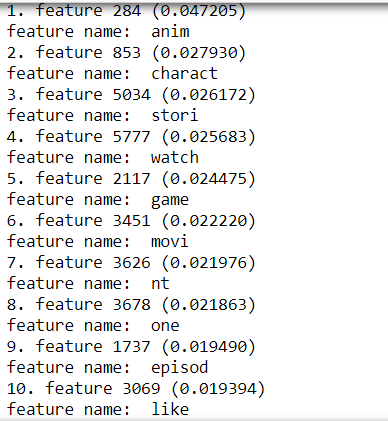 1. feature 284 (0.047205)
feature name:  anim
2. feature 853 (0.027930)
feature name:  charact
3. feature 5034 (0.026172)
feature name:  stori
4. feature 5777 (0.025683)
feature name:  watch
5. feature 2117 (0.024475)
feature name:  game
6. feature 3451 (0.022220)
feature name:  movi
7. feature 3626 (0.021976)
feature name:  nt
8. feature 3678 (0.021863)
feature name:  one
9. feature 1737 (0.019490)
feature name:  episod
10. feature 3069 (0.019394)
feature name:  like